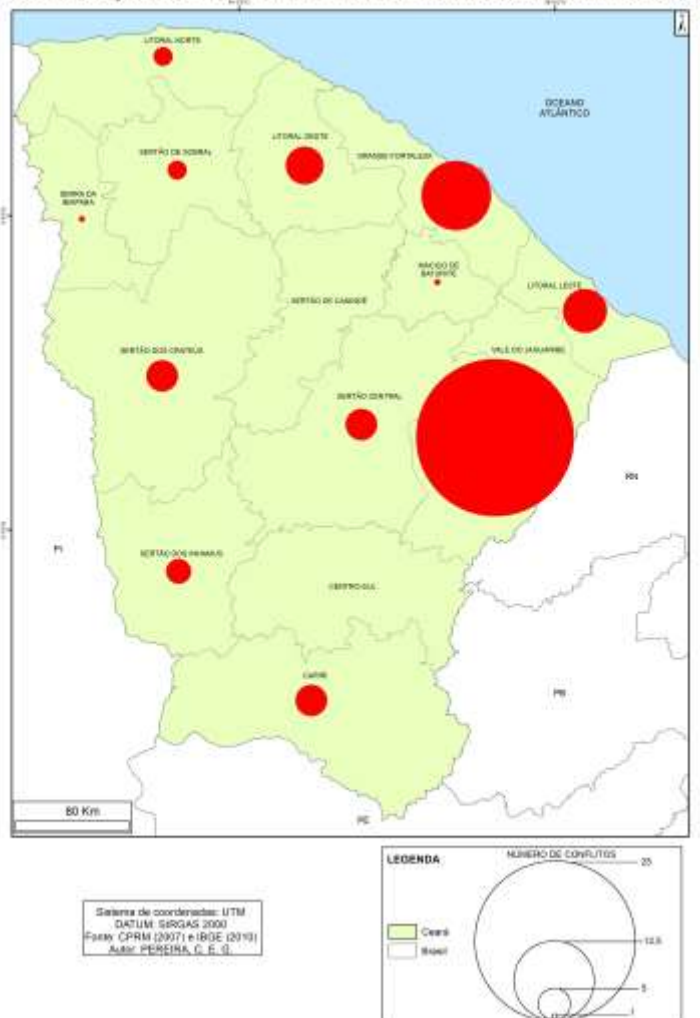 LITORAL NORTE
OCEANO
ATLÂNTICO
LITORAL OESTE
SERTÃO DE SOBRAL
GRANDE FORTALEZA
SERRA DA
IBIAPABA
MACIÇO DE
BATURITÉ
LITORAL LESTE
SERTÃO DE CANINDÉ
SERTÃO DOS CRATEÚS
VALE DO JAGUARIBE
SERTÃO CENTRAL
RN
PI
SERTÃO DOS INHAMUNS
CENTRO SUL
CARIRI
PB
80 Km
PE
LEGENDA
NÚMERO DE CONFLITOS
25
Ceará
Brasil
12,5
5
1
Sistema de coordenadas: UTM
DATUM: SIRGAS 2000
Fonte: CPRM (2007) e IBGE (2010)
Autor: PEREIRA, C. E. G.